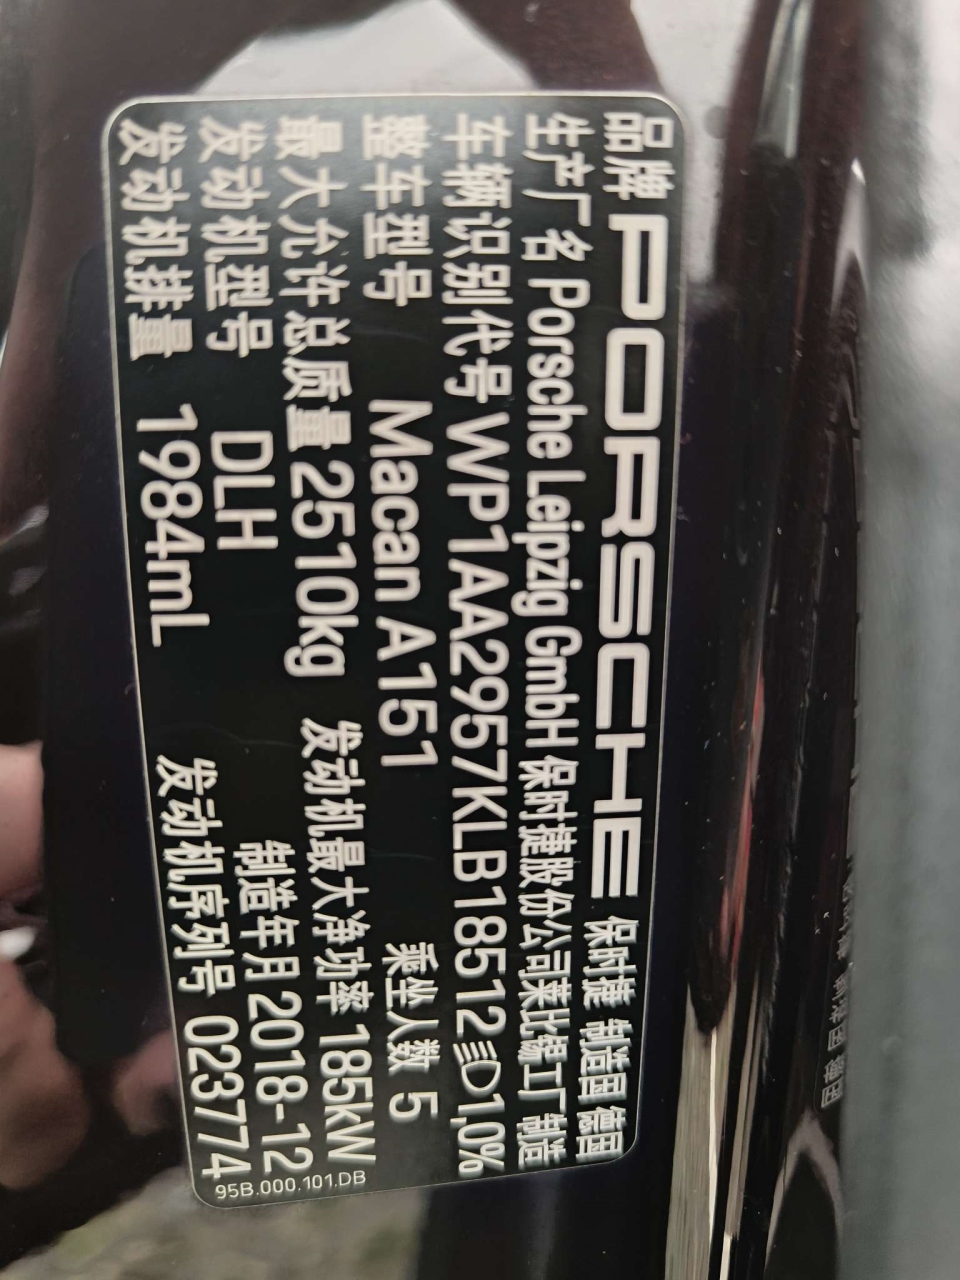 品牌 PORSCHE 保时捷 制造国 德国
生产厂名 Porsche Leipzig GmbH 保时捷股份公司莱比锡工厂 制造
车辆识别代号 WP1AA2957KLB18512 1,0%
整车型号 Macan A151 乘坐人数 5
最大允许总质量 2510kg 发动机最大净功率 185kW
发动机型号 DLH 制造年月 2018-12
发动机排量 1984mL 发动机序列号 023774
95B.000.101.DB